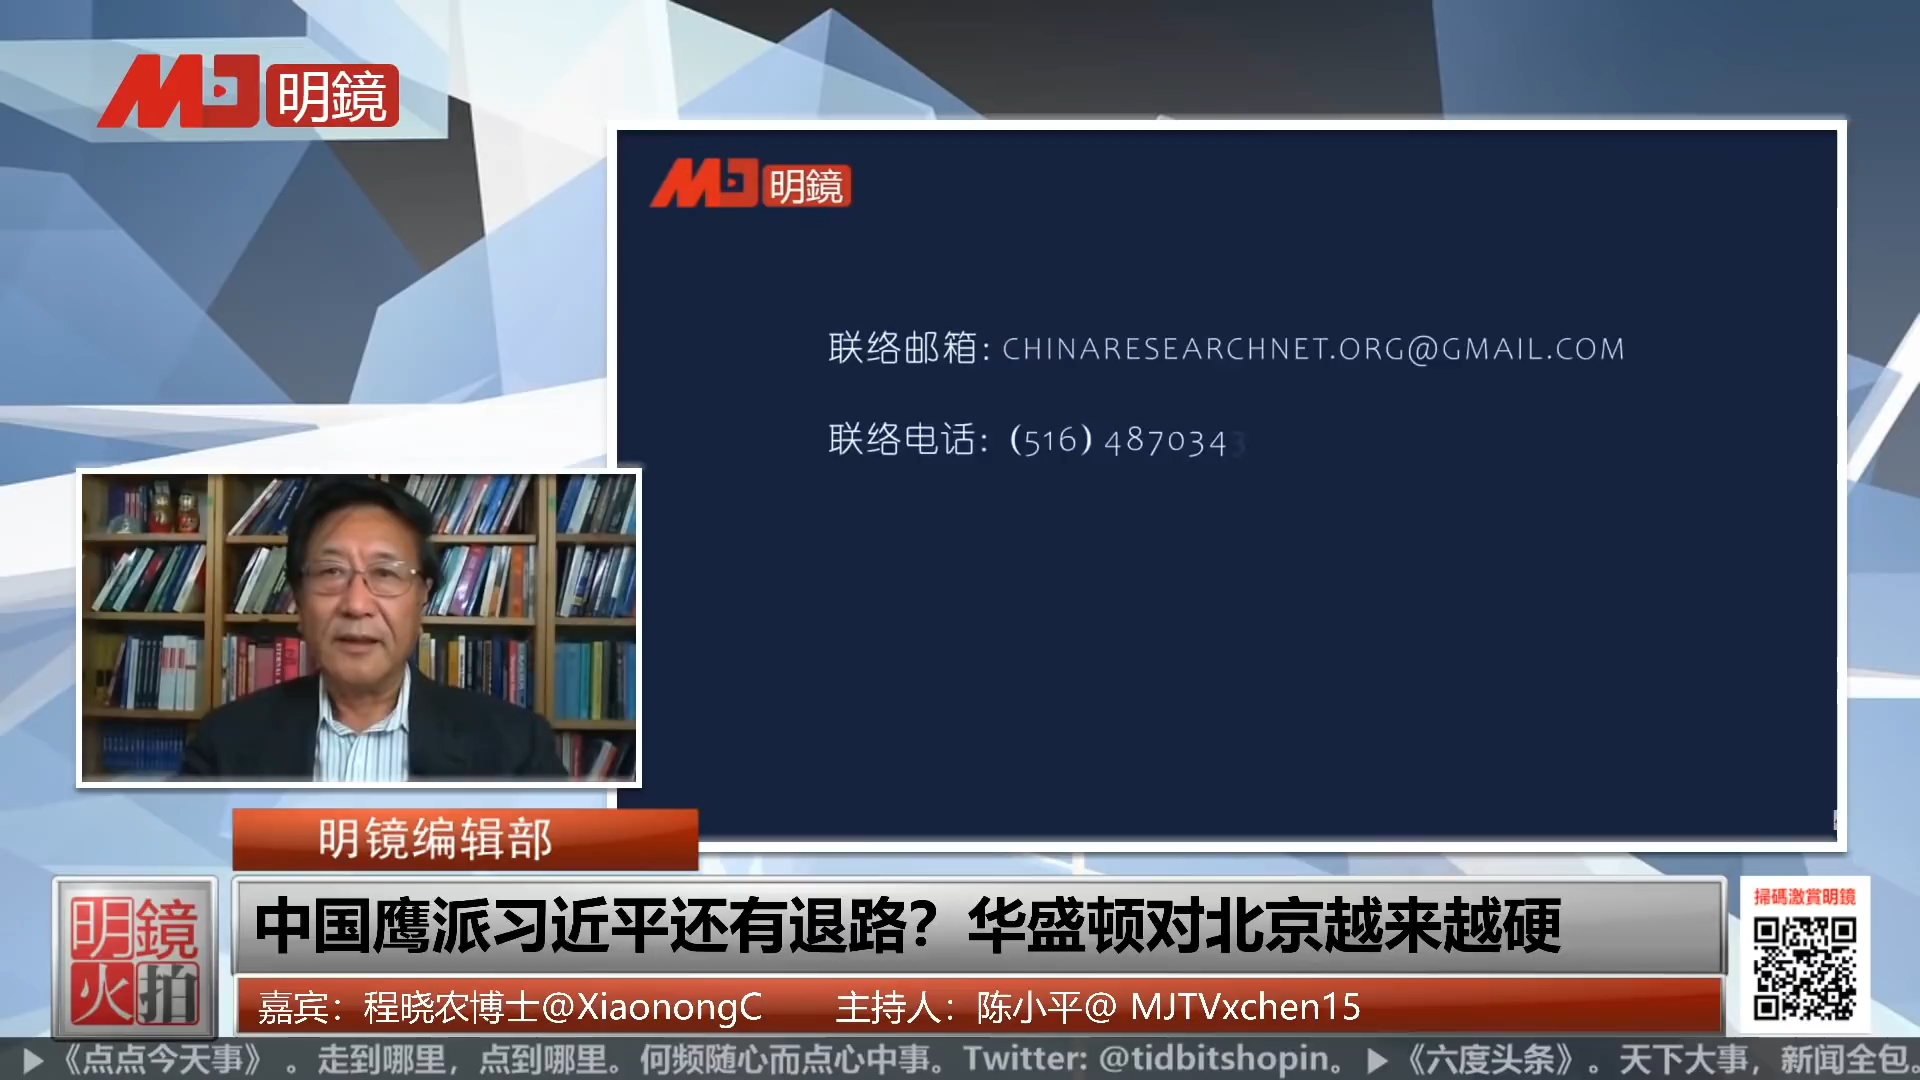 MJ 明鏡
MJ 明鏡
联络邮箱: CHINARESEARCHNET.ORG@GMAIL.COM
联络电话: (516) 4870343
明镜编辑部
明鏡
火拍
中国鹰派习近平还有退路？华盛顿对北京越来越硬
嘉宾：程晓农博士@XiaonongC 主持人：陈小平@ MJTVxchen15
掃碼激賞明鏡
▶《点点今天事》。走到哪里，点到哪里。何频随心而点心中事。Twitter: @tidbitshopin。▶《六度头条》。天下大事，新闻全包。